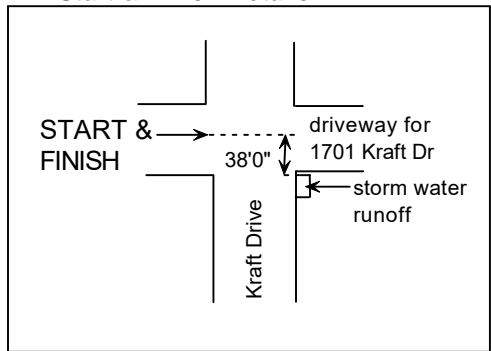 START &
FINISH
38'0"
driveway for
1701 Kraft Dr
storm water
runoff
Kraft Drive